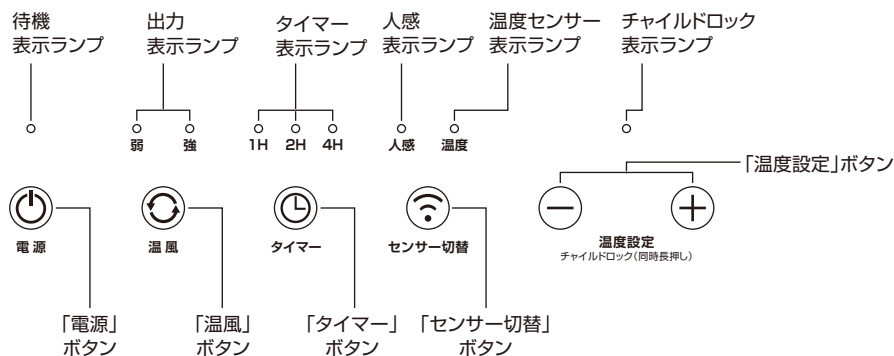 待機
表示ランプ
出力
表示ランプ
タイマー
表示ランプ
人感
表示ランプ
温度センサー
表示ランプ
チャイルドロック
表示ランプ
弱
強
1H
2H
4H
人感
温度
「温度設定」ボタン
電源
温風
タイマー
センサー切替
温度設定
チャイルドロック(同時長押し)
「電源」
ボタン
「温風」
ボタン
「タイマー」
ボタン
「センサー切替」
ボタン